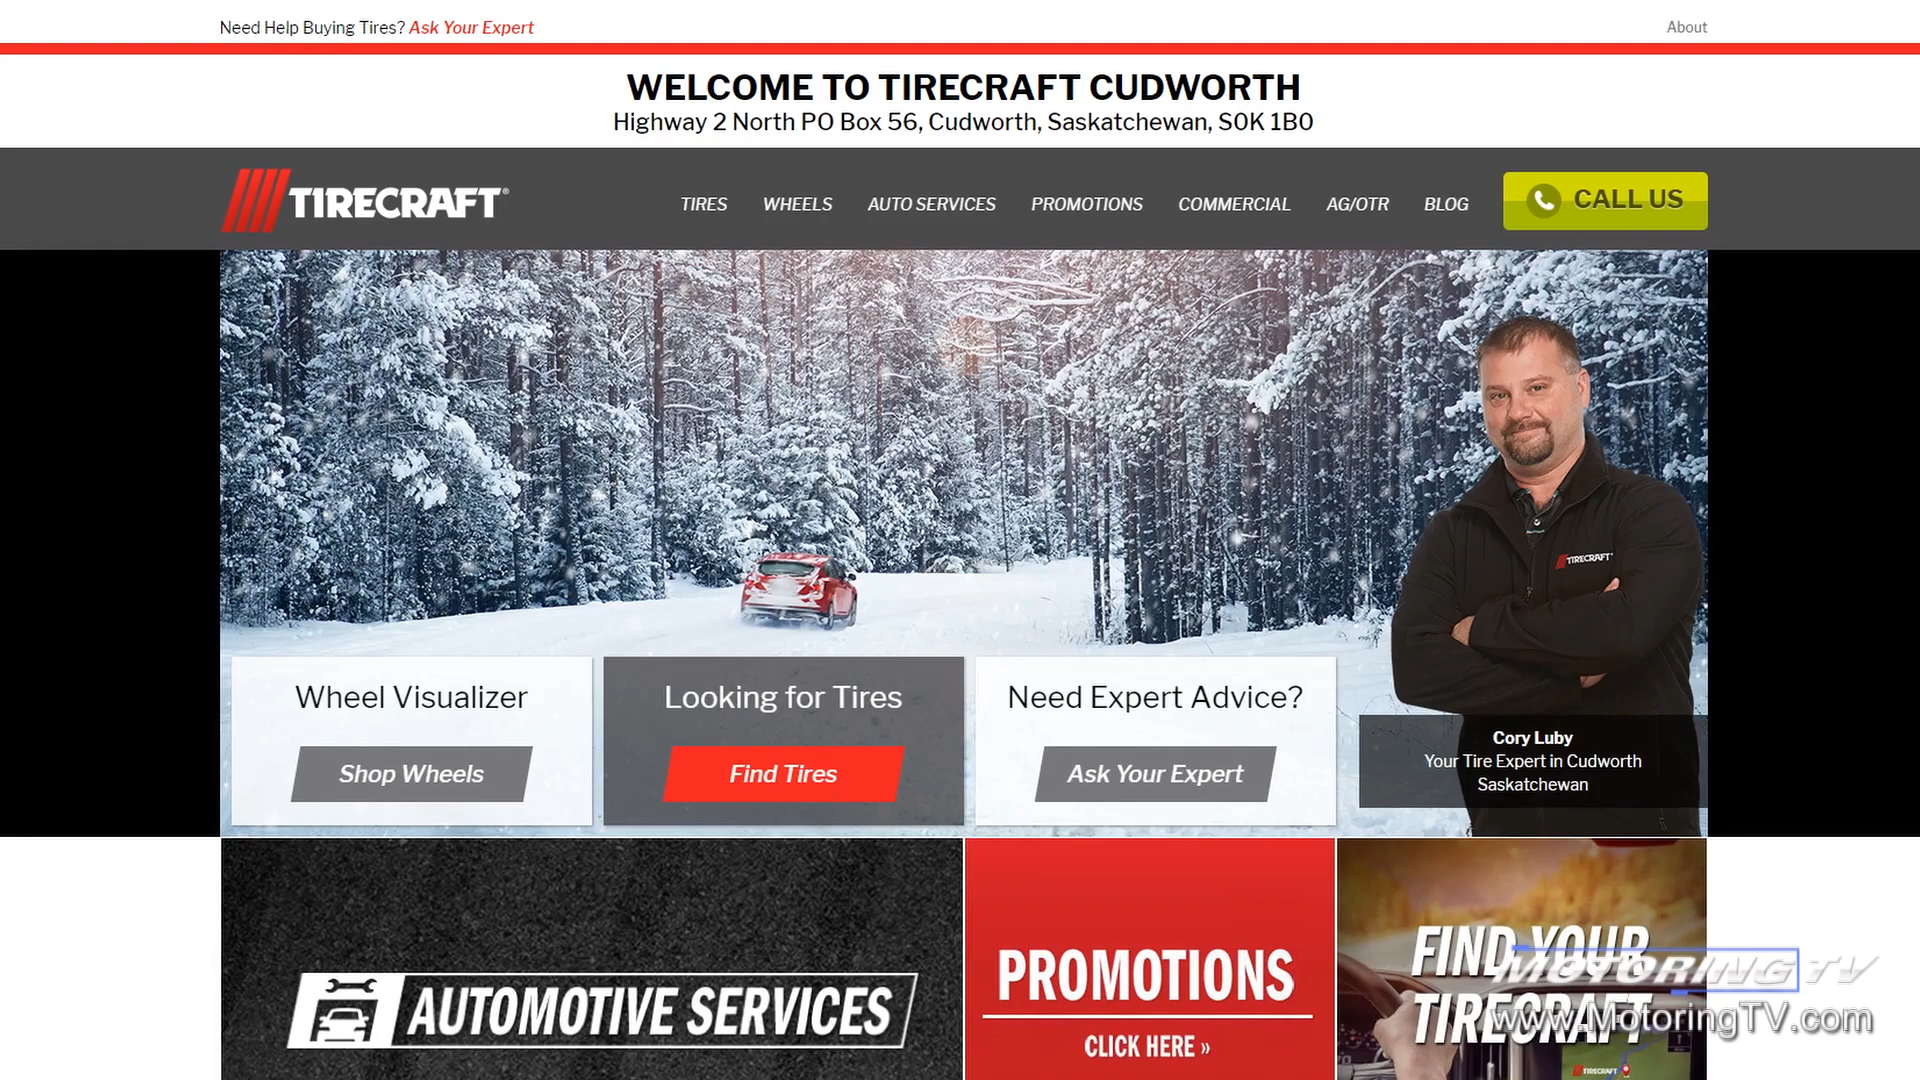 Need Help Buying Tires? Ask Your Expert
About
WELCOME TO TIRECRAFT CUDWORTH
Highway 2 North PO Box 56, Cudworth, Saskatchewan, S0K 1B0
TIRECRAFT®
TIRES WHEELS AUTO SERVICES PROMOTIONS COMMERCIAL AG/OTR BLOG
CALL US
TIRECRAFT
Wheel Visualizer
Shop Wheels
Looking for Tires
Find Tires
Need Expert Advice?
Ask Your Expert
Cory Luby
Your Tire Expert in Cudworth
Saskatchewan
AUTOMOTIVE SERVICES
PROMOTIONS
CLICK HERE »
FIND YOUR
TIRECRAFT
MOTORING TV
www.MotoringTV.com
TIRECRAFT